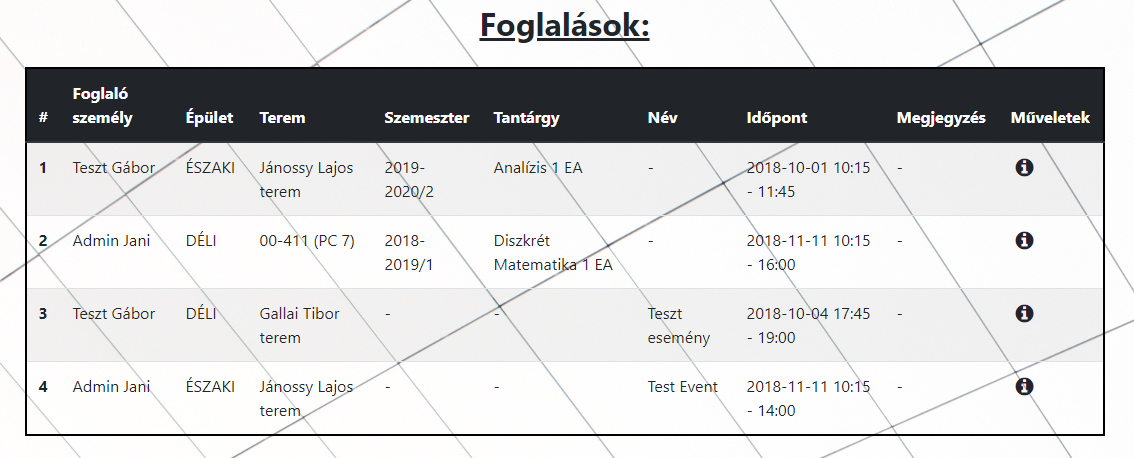 Foglalások:
# Foglaló személy Épület Terem Szemeszter Tantárgy Név Időpont Megjegyzés Műveletek
1 Teszt Gábor ÉSZAKI Jánossy Lajos terem 2019-2020/2 Analízis 1 EA - 2018-10-01 10:15 - 11:45 -
2 Admin Jani DÉLI 00-411 (PC 7) 2018-2019/1 Diszkrét Matematika 1 EA - 2018-11-11 10:15 - 16:00 -
3 Teszt Gábor DÉLI Gallai Tibor terem - - Teszt esemény 2018-10-04 17:45 - 19:00 -
4 Admin Jani ÉSZAKI Jánossy Lajos terem - - Test Event 2018-11-11 10:15 - 14:00 -